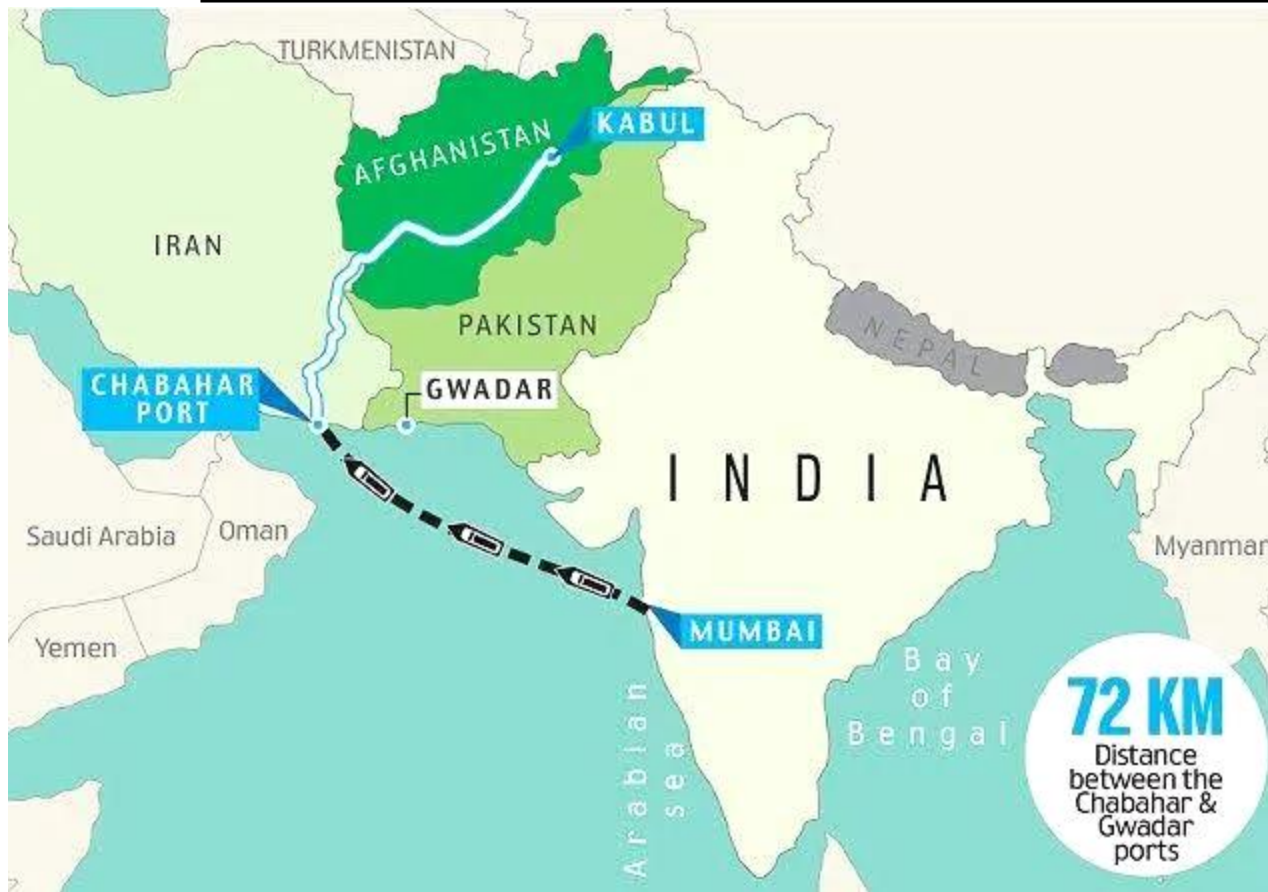 TURKMENISTAN
KABUL
AFGHANISTAN
IRAN
PAKISTAN
NEPAL
CHABAHAR
PORT
GWADAR
INDIA
Saudi Arabia
Oman
Myanmar
Yemen
MUMBAI
Arabian
sea
Bay
of
Bengal
72 KM
Distance
between the
Chabahar &
Gwadar
ports